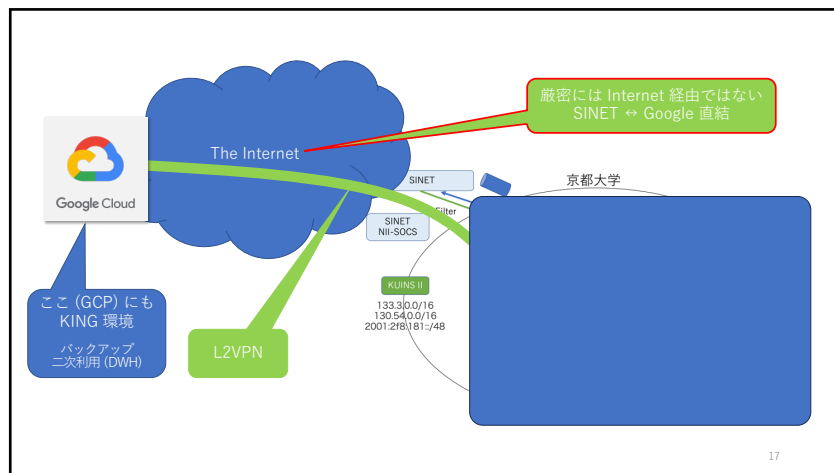 厳密には Internet 経由ではない
SINET ↔ Google 直結
The Internet
Google Cloud
SINET
京都大学
Filter
SINET
NII-SOCS
KUINS II
133.3.0.0/16
130.54.0.0/16
2001:2f8:181::/48
ここ (GCP) にも
KING 環境
バックアップ
二次利用 (DWH)
L2VPN
17